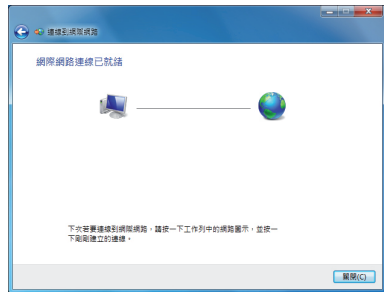 連線到網際網路
網際網路連線已就緒
下次若要連線到網際網路，請按一下工作列中的網路圖示，並按一
下剛剛建立的連線。
關閉(C)